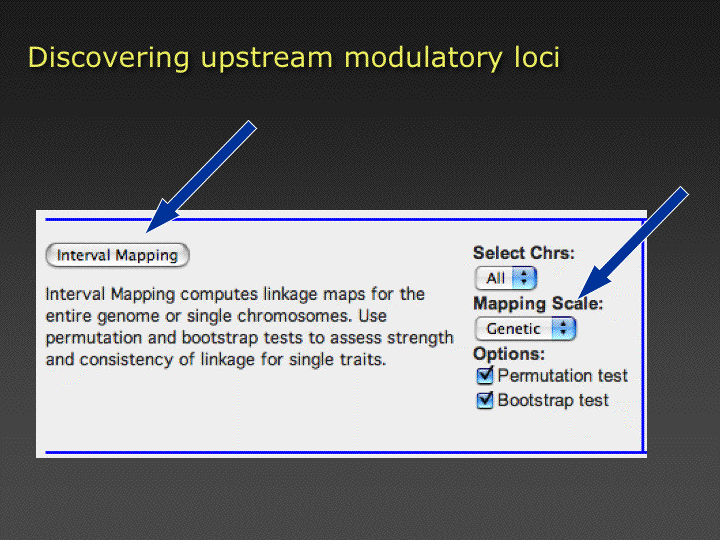 Discovering upstream modulatory loci
Interval Mapping
Interval Mapping computes linkage maps for the
entire genome or single chromosomes. Use
permutation and bootstrap tests to assess strength
and consistency of linkage for single traits.
Select Chrs:
All
Mapping Scale:
Genetic
Options:
Permutation test
Bootstrap test